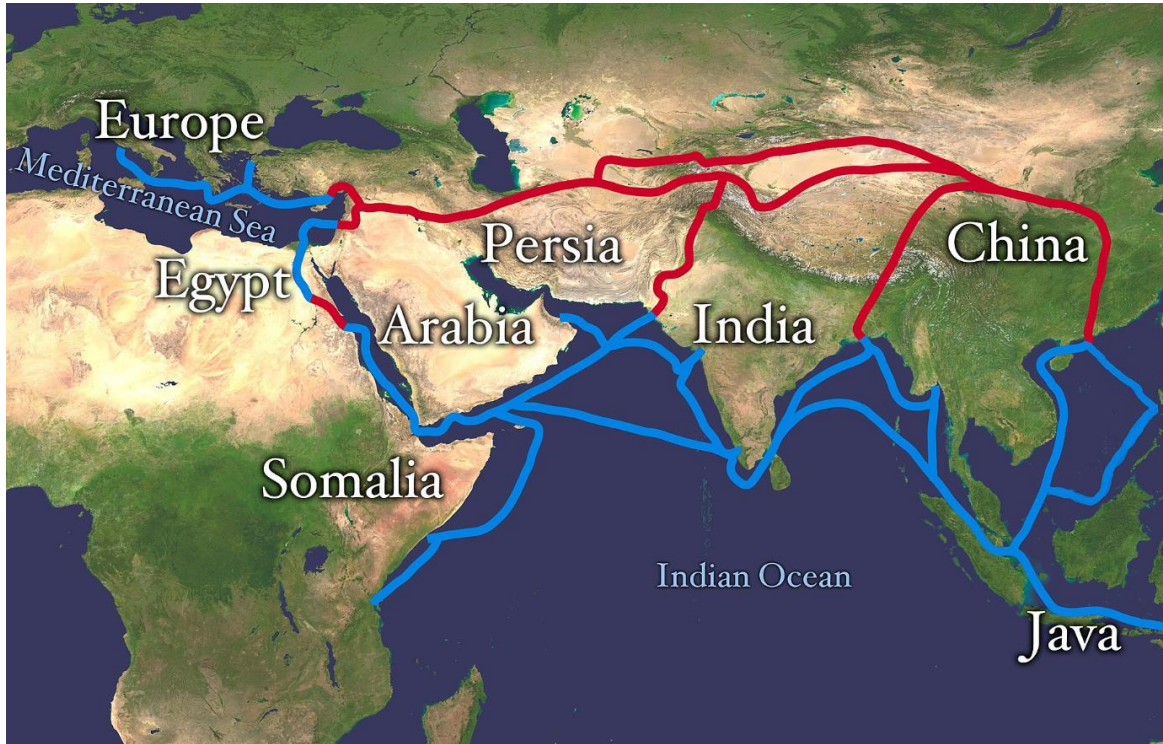 Europe
Mediterranean Sea
Egypt
Persia
Arabia
India
China
Somalia
Indian Ocean
Java